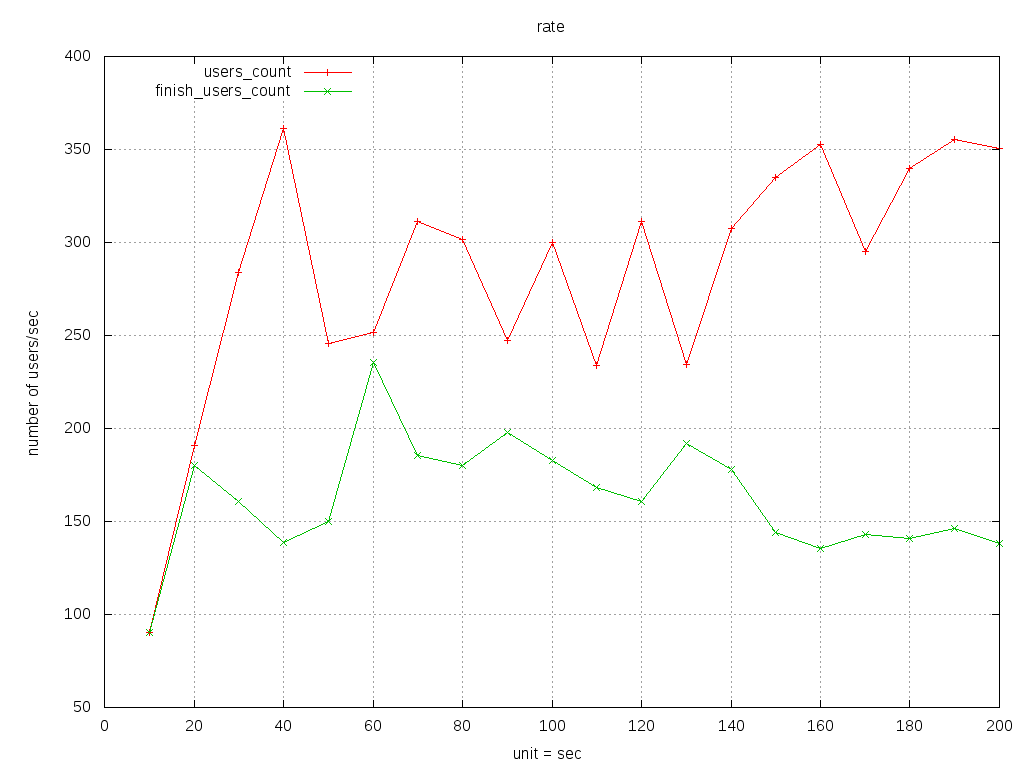 rate
users_count
finish_users_count
400
350
300
250
200
150
100
50
number of users/sec
0 20 40 60 80 100 120 140 160 180 200
unit = sec